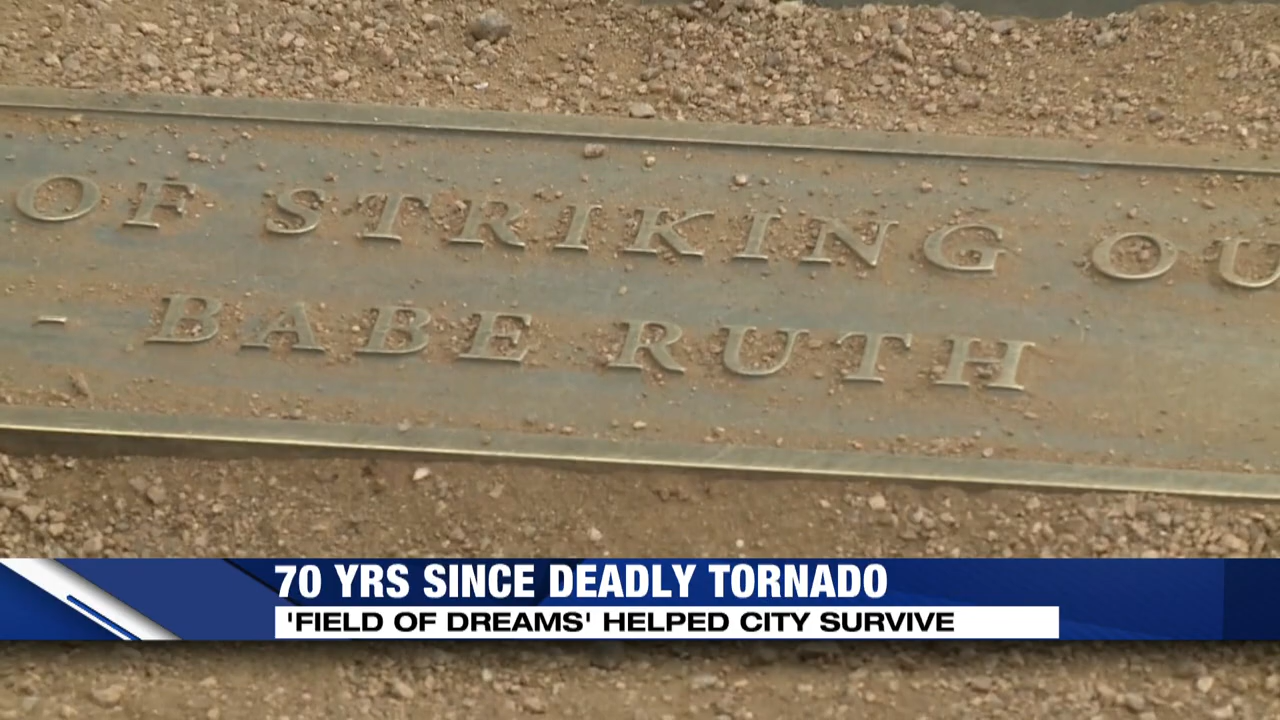 OF STRIKING OU
- BABE RUTH
70 YRS SINCE DEADLY TORNADO
'FIELD OF DREAMS' HELPED CITY SURVIVE